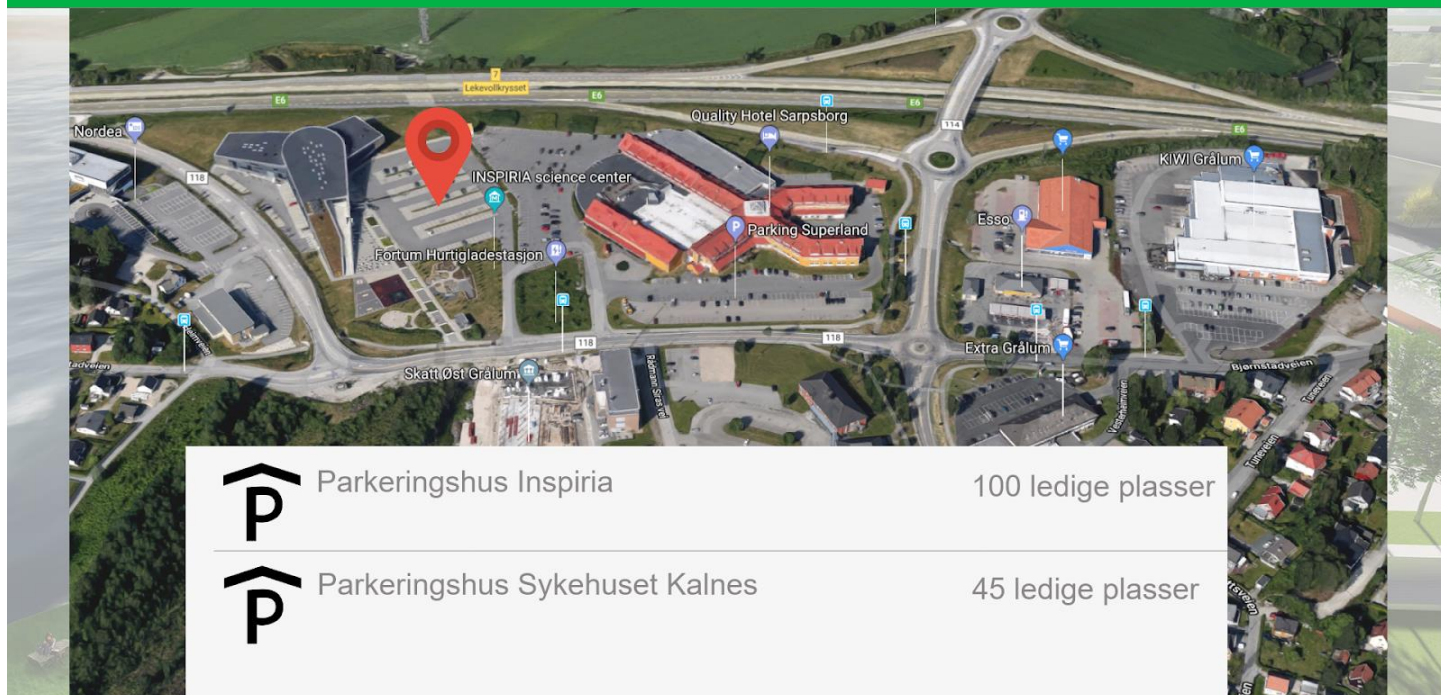 7
Lekevollkrysset
E6
E6
E6
E6
Quality Hotel Sarpsborg
Nordea
114
KIWI Grålum
118
INSPIRIA science center
Esso
Parking Superland
Fortum Hurtigladestasjon
118
118
Extra Grålum
Bjørnstadveien
Tuneveien
Skatt Øst Grålum
Tuneveien
P Parkeringshus Inspiria 100 ledige plasser
P Parkeringshus Sykehuset Kalnes 45 ledige plasser